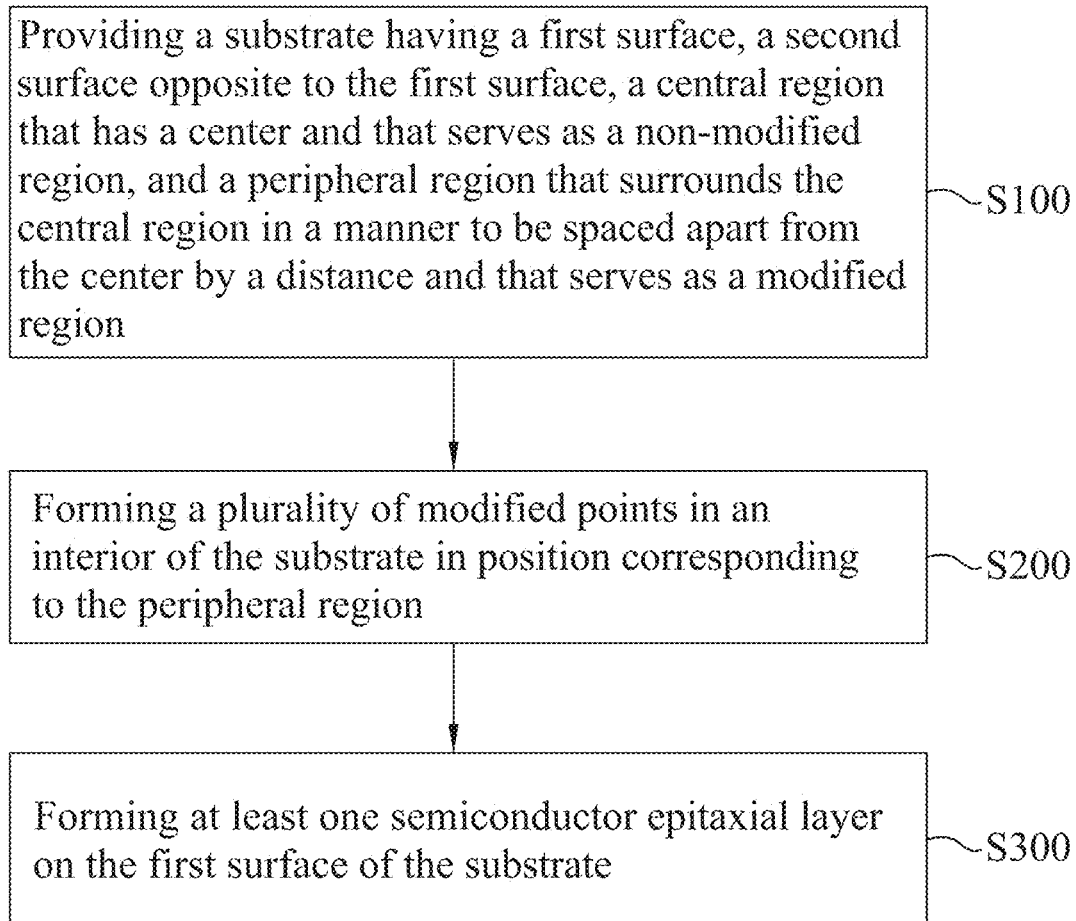 Providing a substrate having a first surface, a second
surface opposite to the first surface, a central region
that has a center and that serves as a non-modified
region, and a peripheral region that surrounds the
central region in a manner to be spaced apart from
the center by a distance and that serves as a modified
region
S100
Forming a plurality of modified points in an
interior of the substrate in position corresponding
to the peripheral region
S200
Forming at least one semiconductor epitaxial layer
on the first surface of the substrate
S300